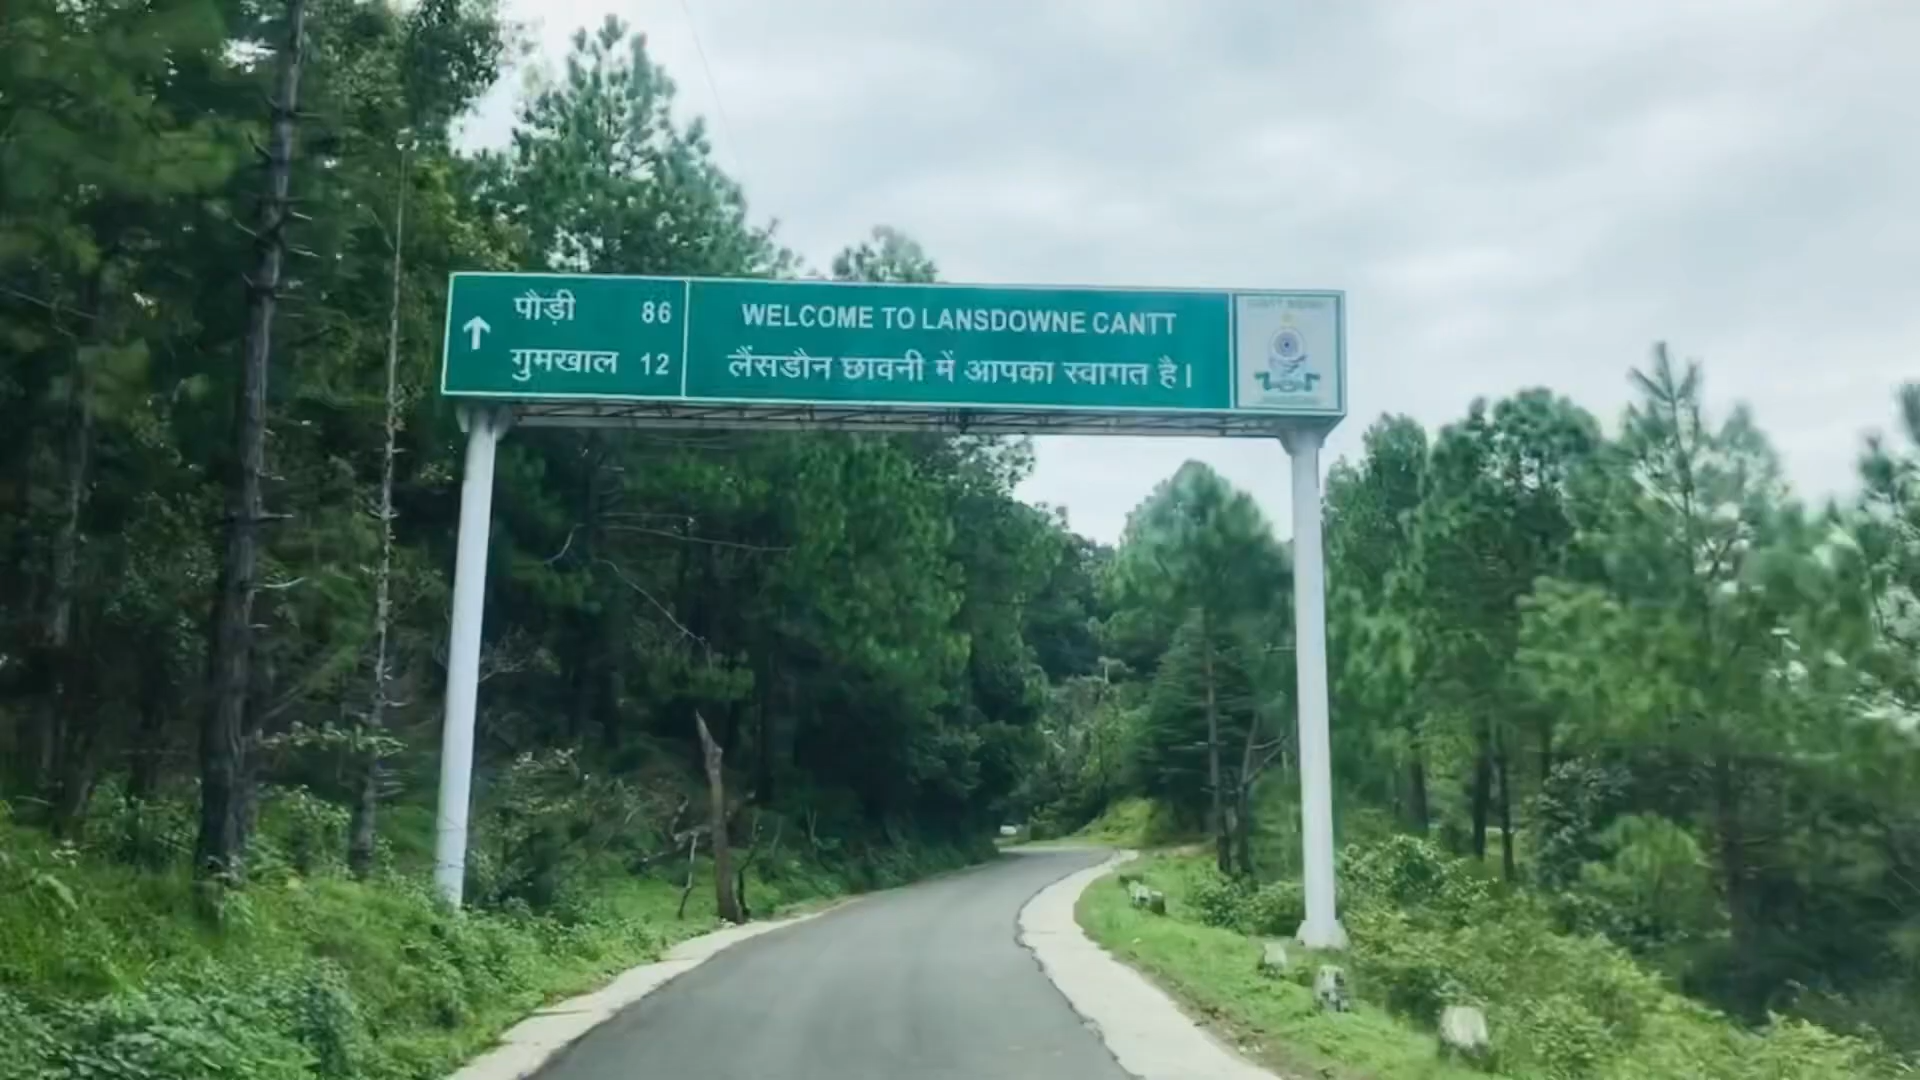 पौड़ी 86
गुमखाल 12
WELCOME TO LANSDOWNE CANTT
लैंसडौन छावनी में आपका स्वागत है।